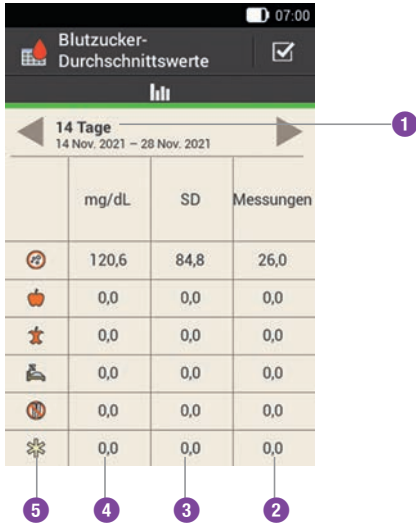 07:00
Blutzucker-
Durchschnittswerte
14 Tage
14 Nov. 2021 – 28 Nov. 2021
1
mg/dL SD Messungen
120,6 84,8 26,0
0,0 0,0 0,0
0,0 0,0 0,0
0,0 0,0 0,0
0,0 0,0 0,0
0,0 0,0 0,0
5 4 3 2